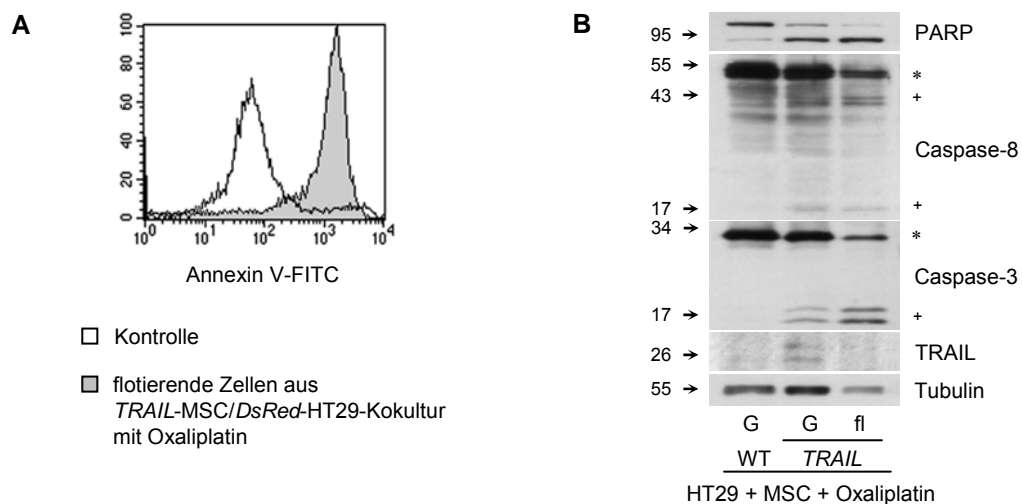 A
100
80
60
40
20
0
10^0 10^1 10^2 10^3 10^4
Annexin V-FITC
Kontrolle
flotierende Zellen aus
TRAIL-MSC/DsRed-HT29-Kokultur
mit Oxaliplatin
B
95 → PARP
55 → *
43 → +
Caspase-8
17 → +
34 → *
Caspase-3
17 → +
TRAIL
26 →
55 → Tubulin
G G fl
WT TRAIL
HT29 + MSC + Oxaliplatin